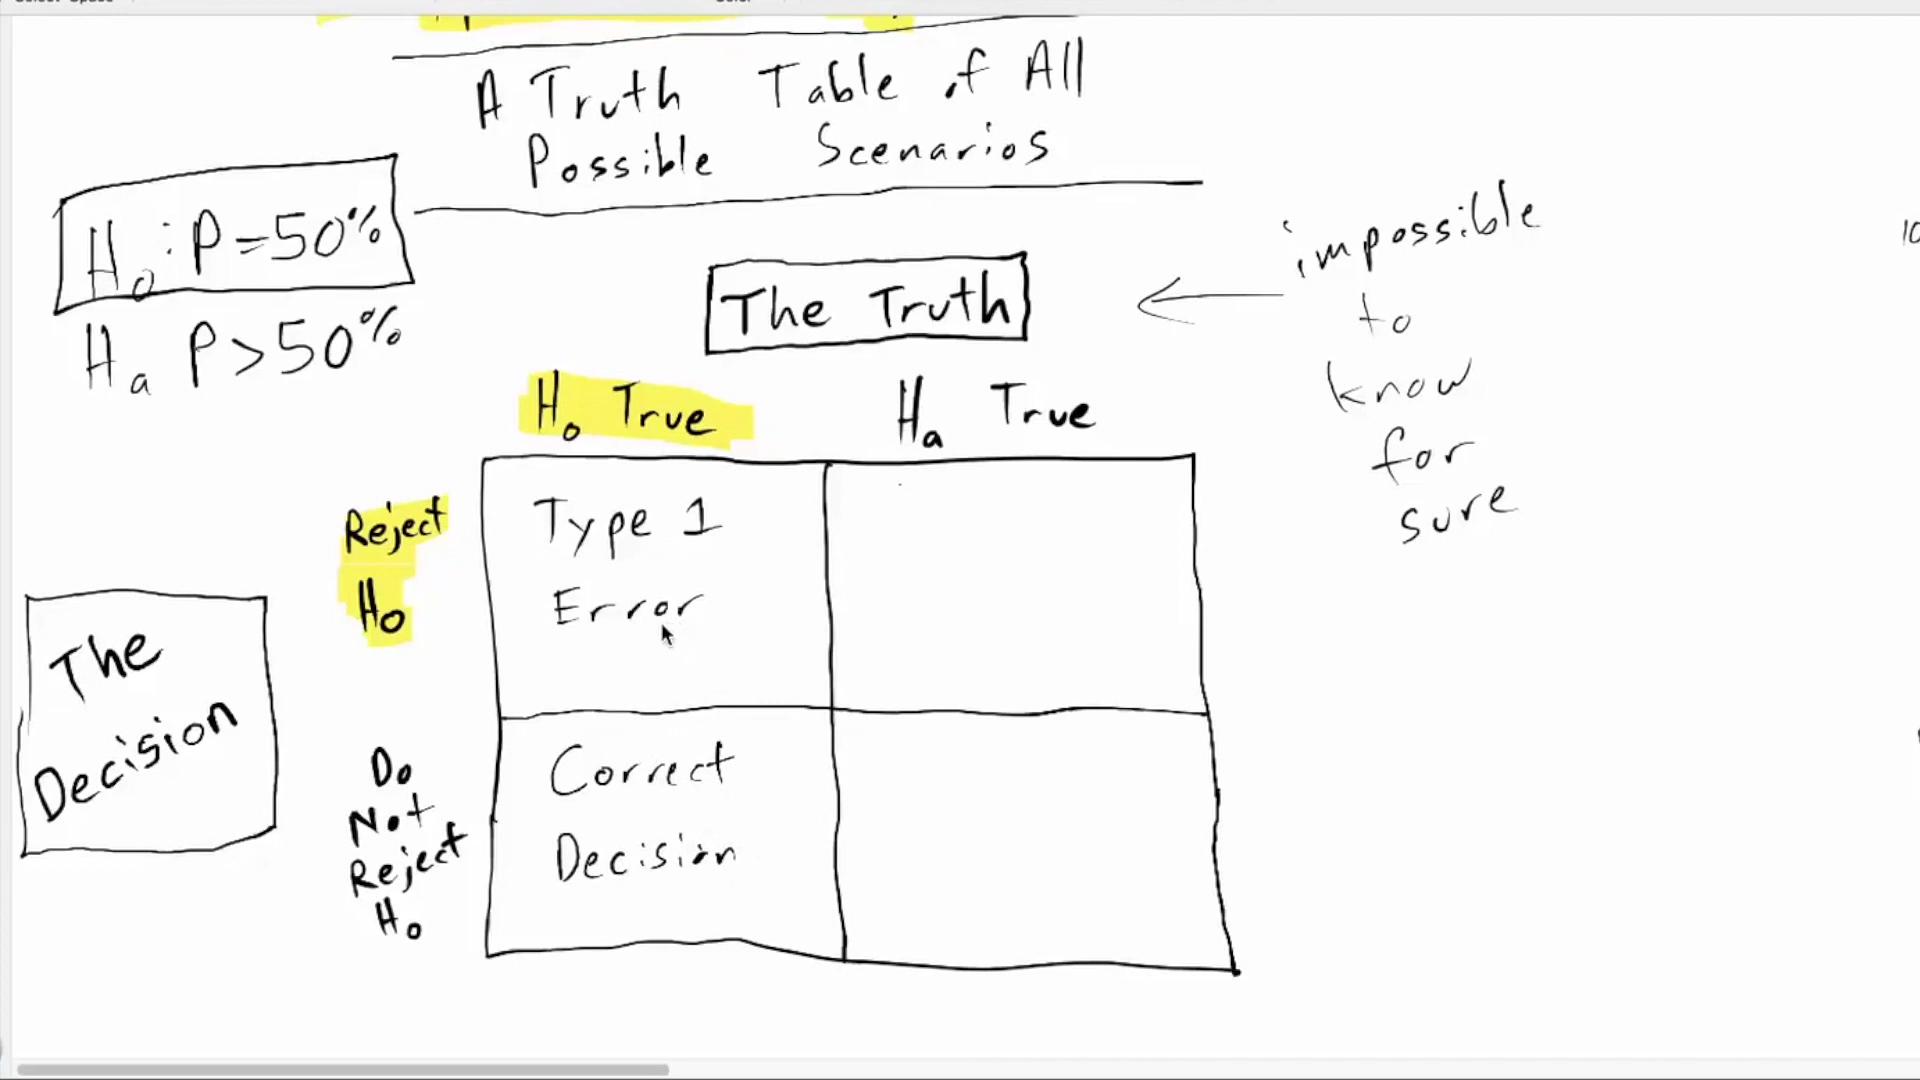 A Truth Table of All
Possible Scenarios
Ho: P=50%
Ha P>50%
The Truth
impossible
to
know
for
sure
Ho True
Ha True
Reject
Ho
Type 1
Error
The
Decision
Do
Not
Reject
Ho
Correct
Decision